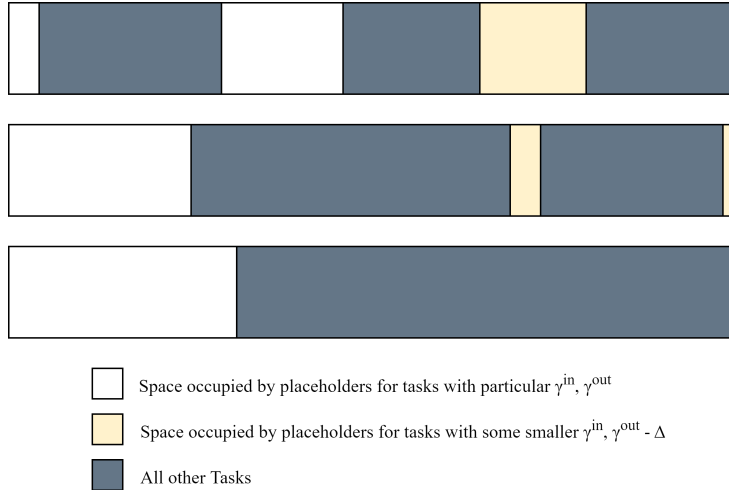 Space occupied by placeholders for tasks with particular γ^in, γ^out
Space occupied by placeholders for tasks with some smaller γ^in, γ^out - Δ
All other Tasks